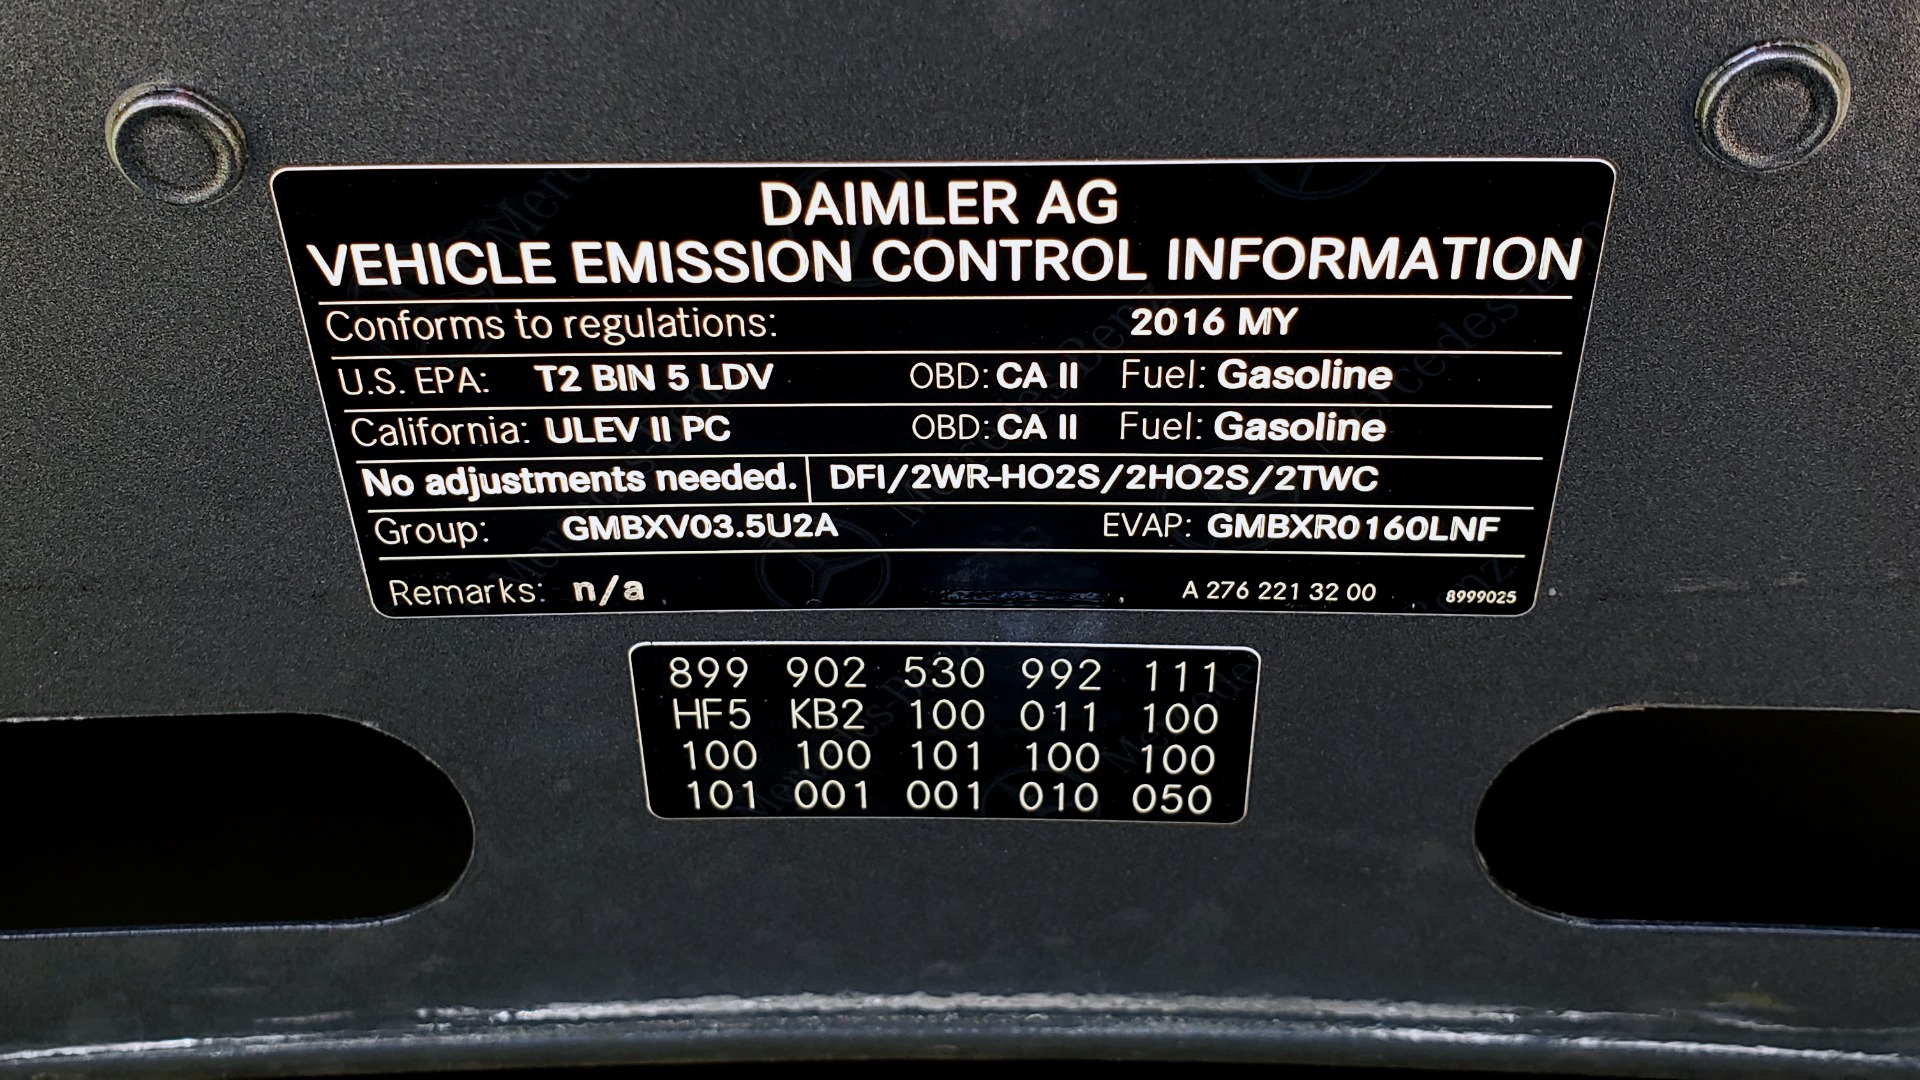 DAIMLER AG
VEHICLE EMISSION CONTROL INFORMATION
Conforms to regulations: 2016 MY
U.S. EPA: T2 BIN 5 LDV OBD: CA II Fuel: Gasoline
California: ULEV II PC OBD: CA II Fuel: Gasoline
No adjustments needed. DFI/2WR-HO2S/2HO2S/2TWC
Group: GMBXV03.5U2A EVAP: GMBXR0160LNF
Remarks: n/a A 276 221 32 00 8999025
899 902 530 992 111
HF5 KB2 100 011 100
100 100 101 100 100
101 001 001 010 050